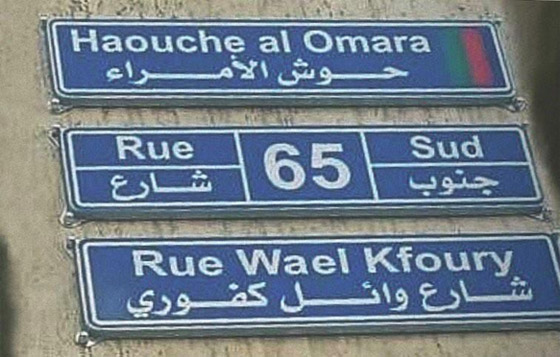 Haouche al Omara
حوش الأمراء
Rue 65 Sud
شارع جنوب
Rue Wael Kfoury
شارع وائل كفوري